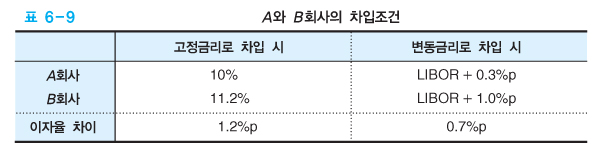 표 6-9 A와 B회사의 차입조건
고정금리로 차입 시 변동금리로 차입 시
A회사 10% LIBOR + 0.3%p
B회사 11.2% LIBOR + 1.0%p
이자율 차이 1.2%p 0.7%p